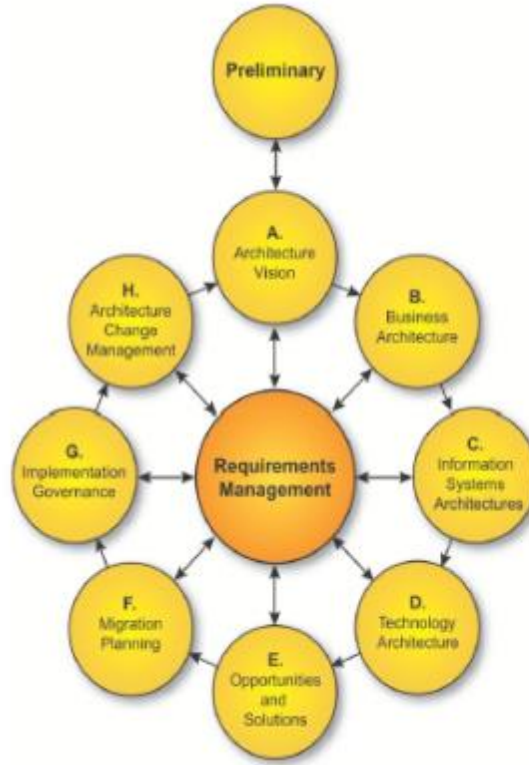 Preliminary
A.
Architecture
Vision
B.
Business
Architecture
C.
Information
Systems
Architectures
D.
Technology
Architecture
E.
Opportunities
and
Solutions
F.
Migration
Planning
G.
Implementation
Governance
H.
Architecture
Change
Management
Requirements
Management